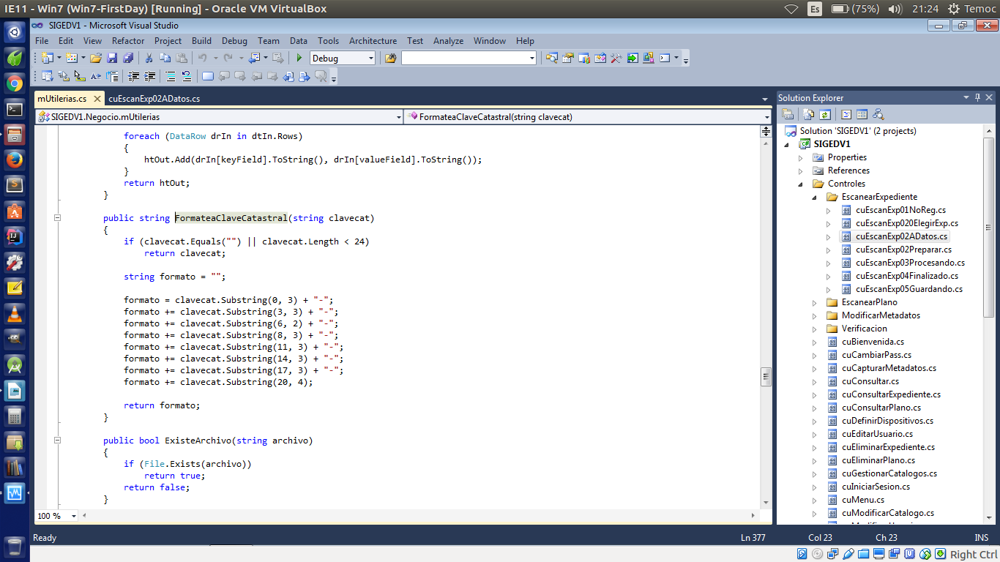 IE11 - Win7 (Win7-FirstDay) [Running] - Oracle VM VirtualBox
Es
(75%)
21:24
Temoc
SIGEDV1 - Microsoft Visual Studio
File Edit View Refactor Project Build Debug Team Data Tools Architecture Test Analyze Window Help
Debug
mUtilerias.cs
cuEscanExp02ADatos.cs
SIGEDV1.Negocio.mUtilerias
FormateaClaveCatastral(string clavecat)
foreach (DataRow drIn in dtIn.Rows)
{
htOut.Add(drIn[keyField].ToString(), drIn[valueField].ToString());
}
return htOut;
}
public string FormateaClaveCatastral(string clavecat)
{
if (clavecat.Equals("") || clavecat.Length < 24)
return clavecat;
string formato = "";
formato = clavecat.Substring(0, 3) + "-";
formato += clavecat.Substring(3, 3) + "-";
formato += clavecat.Substring(6, 2) + "-";
formato += clavecat.Substring(8, 3) + "-";
formato += clavecat.Substring(11, 3) + "-";
formato += clavecat.Substring(14, 3) + "-";
formato += clavecat.Substring(17, 3) + "-";
formato += clavecat.Substring(20, 4);
return formato;
}
public bool ExisteArchivo(string archivo)
{
if (File.Exists(archivo))
return true;
return false;
}
100 %
Solution Explorer
Solution 'SIGEDV1' (2 projects)
SIGEDV1
Properties
References
Controles
EscanearExpediente
cuEscanExp01NoReg.cs
cuEscanExp020ElegirExp.cs
cuEscanExp02ADatos.cs
cuEscanExp02Preparar.cs
cuEscanExp03Procesando.cs
cuEscanExp04Finalizado.cs
cuEscanExp05Guardando.cs
EscanearPlano
ModificarMetadatos
Verificacion
cuBienvenida.cs
cuCambiarPass.cs
cuCapturarMetadatos.cs
cuConsultar.cs
cuConsultarExpediente.cs
cuConsultarPlano.cs
cuDefinirDispositivos.cs
cuEditarUsuario.cs
cuEliminarExpediente.cs
cuEliminarPlano.cs
cuGestionarCatalogos.cs
cuIniciarSesion.cs
cuMenu.cs
cuModificarCatalogo.cs
Ready
Ln 377
Col 23
Ch 23
INS
Right Ctrl